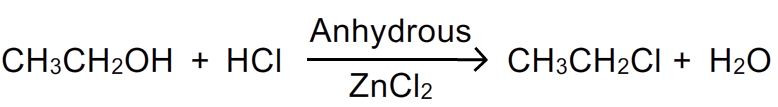 Anhydrous
CH₃CH₂OH + HCl ⟶ CH₃CH₂Cl + H₂O
ZnCl₂